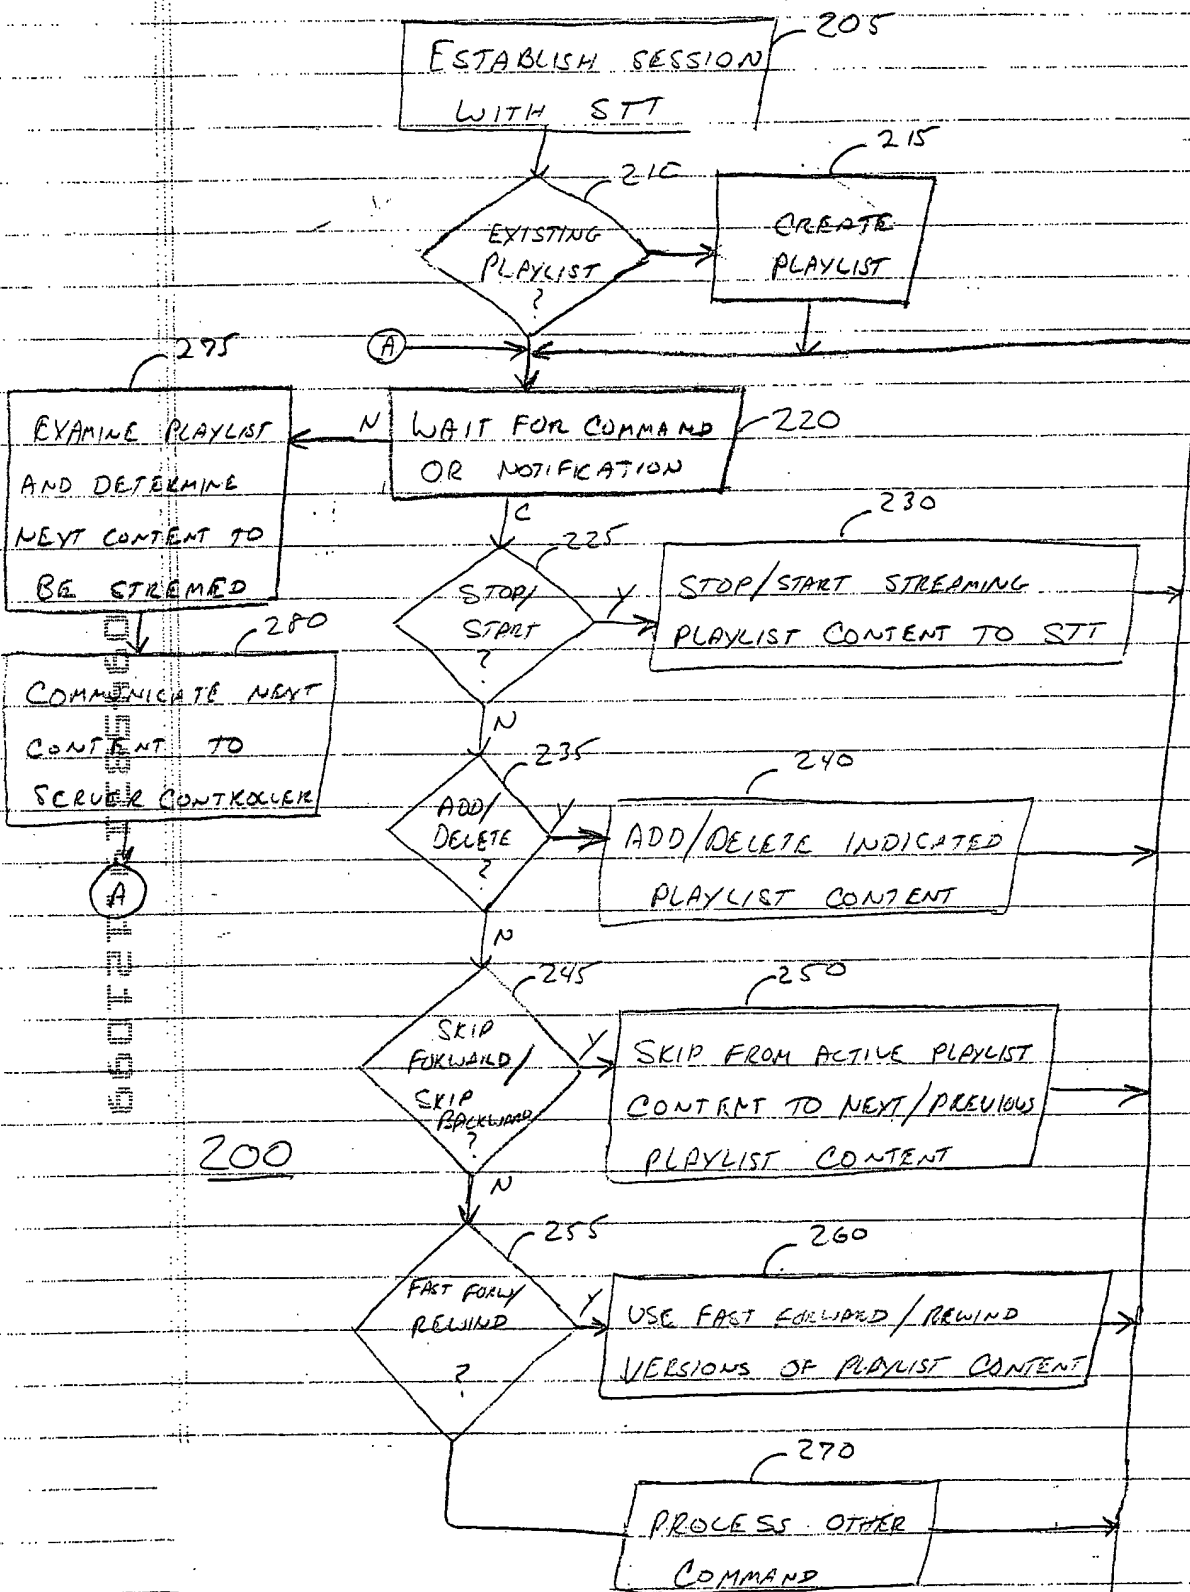 205
ESTABLISH SESSION
WITH STT
210
EXISTING
PLAYLIST
?
215
CREATE
PLAYLIST
A
275
EXAMINE PLAYLIST
AND DETERMINE
NEXT CONTENT TO
BE STREMED
N
WAIT FOR COMMAND
OR NOTIFICATION
220
C
225
STOP/
START
?
Y
230
STOP/START STREAMING
PLAYLIST CONTENT TO STT
280
COMMUNICATE NEXT
CONTENT TO
SERVER CONTROLLER
A
N
235
ADD/
DELETE
?
Y
240
ADD/DELETE INDICATED
PLAYLIST CONTENT
N
245
SKIP
FORWARD/
SKIP
BACKWARD
?
Y
250
SKIP FROM ACTIVE PLAYLIST
CONTENT TO NEXT/PREVIOUS
PLAYLIST CONTENT
200
N
255
FAST FORW/
REWIND
?
Y
260
USE FAST FORWARD/REWIND
VERSIONS OF PLAYLIST CONTENT
270
PROCESS OTHER
COMMAND